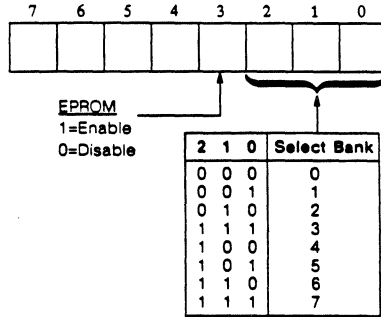 7 6 5 4 3 2 1 0
EPROM
1=Enable
0=Disable
2 1 0 Select Bank
0 0 0 0
0 0 1 1
0 1 0 2
1 1 1 3
1 0 0 4
1 0 1 5
1 1 0 6
1 1 1 7